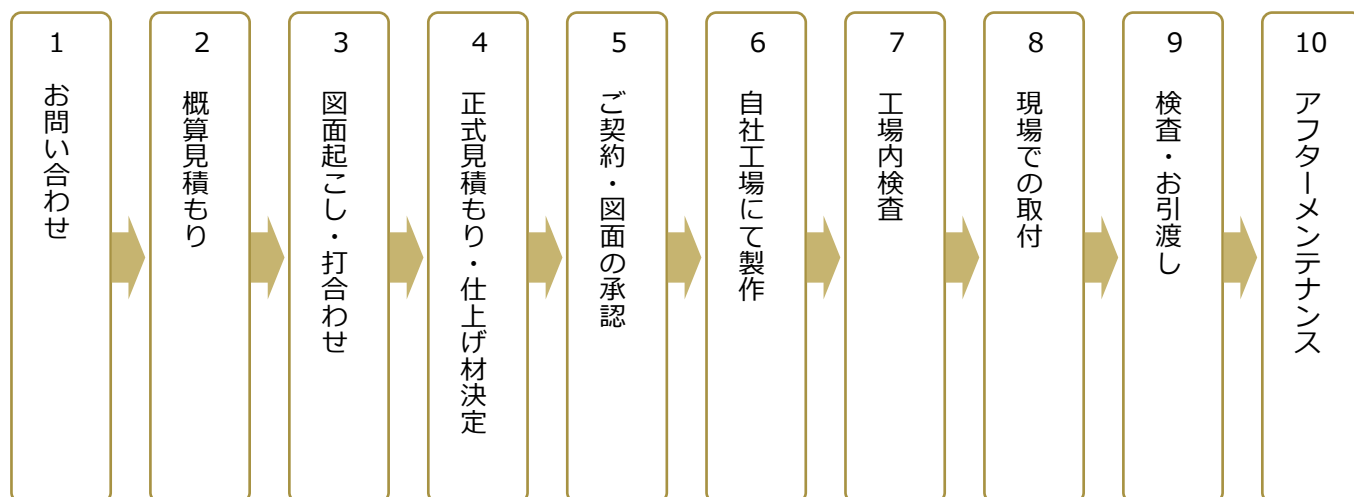 1
お問い合わせ
2
概算見積もり
3
図面起こし・打合わせ
4
正式見積もり・仕上げ材決定
5
ご契約・図面の承認
6
自社工場にて製作
7
工場内検査
8
現場での取付
9
検査・お引渡し
10
アフターメンテナンス